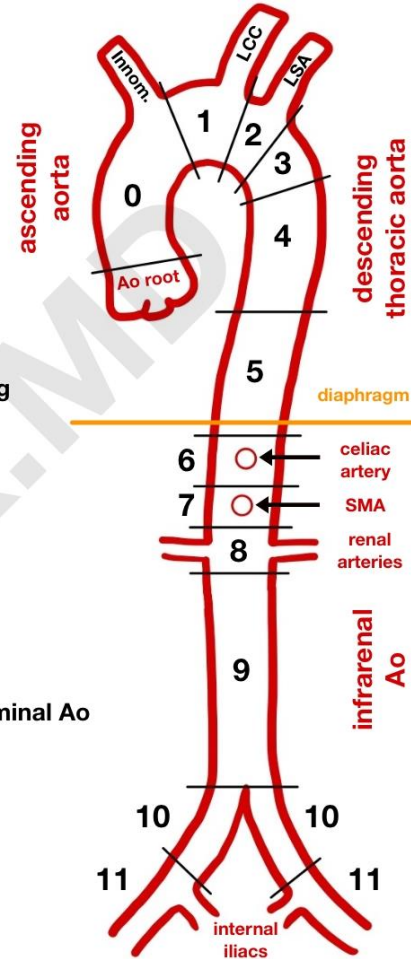 Innom.
LCC
LSA
1
2
3
0
4
ascending
aorta
descending
thoracic aorta
Ao root
5
g
diaphragm
6
celiac
artery
7
SMA
8
renal
arteries
9
infrarenal
Ao
minal Ao
10
10
11
11
internal
iliacs
.MD